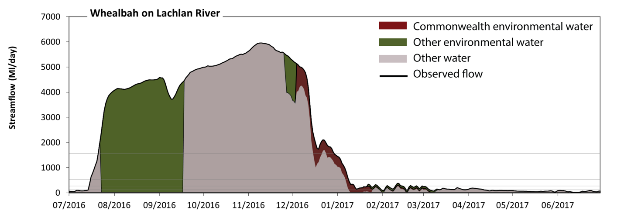 Whealbah on Lachlan River
Streamflow (Ml/day)
7000
6000
5000
4000
3000
2000
1000
0
Commonwealth environmental water
Other environmental water
Other water
Observed flow
07/2016 08/2016 09/2016 10/2016 11/2016 12/2016 01/2017 02/2017 03/2017 04/2017 05/2017 06/2017